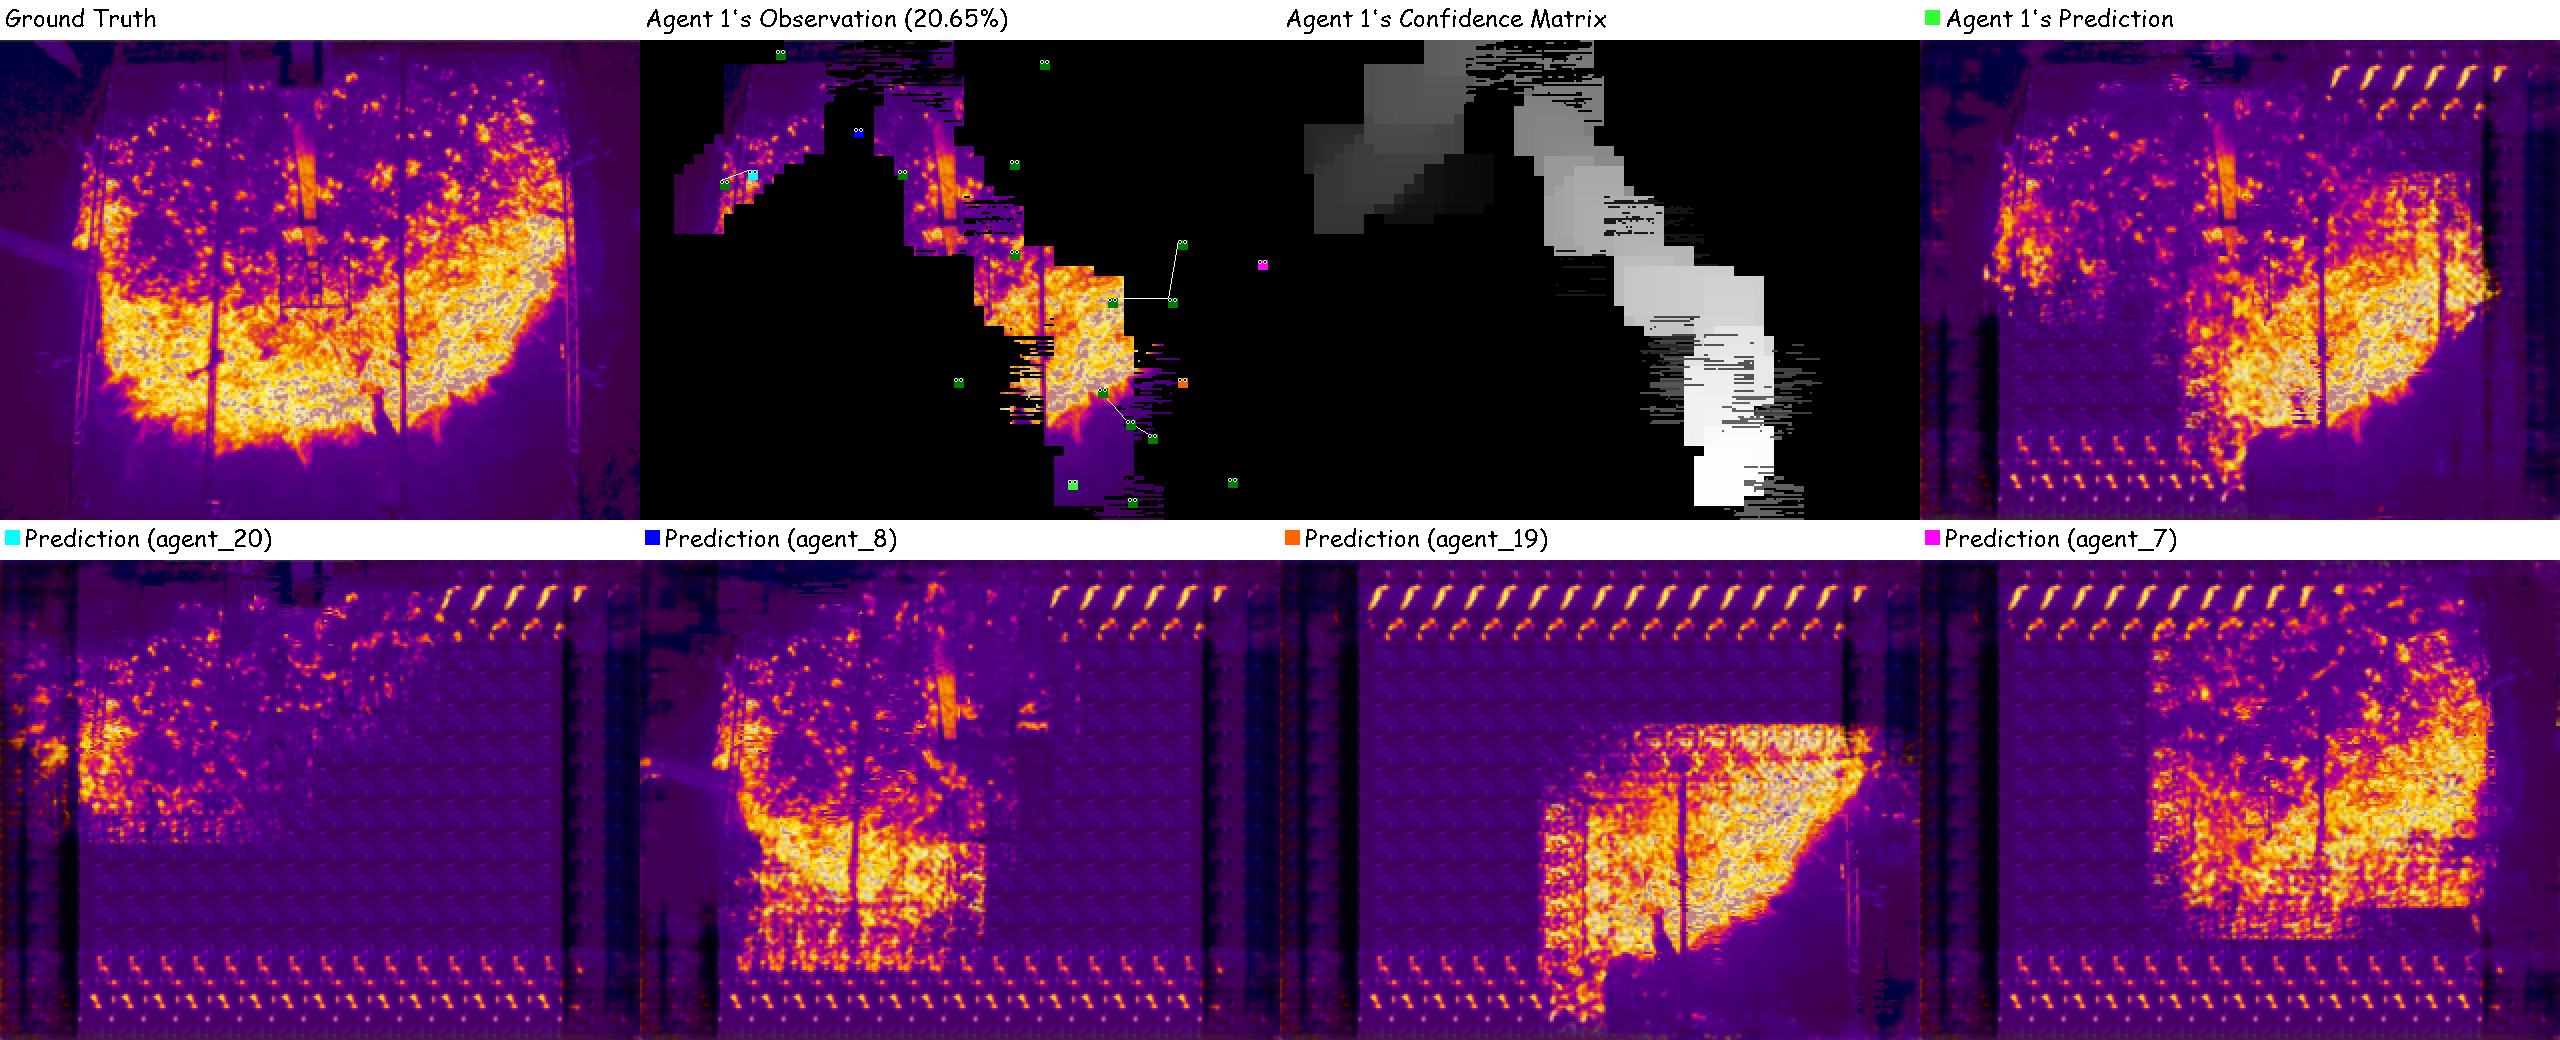 Ground Truth
Agent 1's Observation (20.65%)
Agent 1's Confidence Matrix
Agent 1's Prediction
Prediction (agent_20)
Prediction (agent_8)
Prediction (agent_19)
Prediction (agent_7)